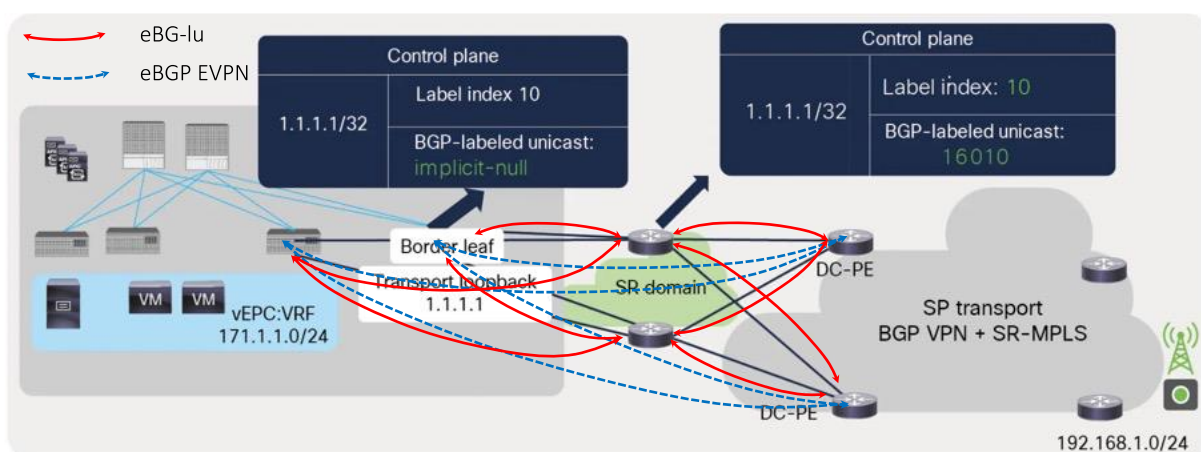 eBG-lu
eBGP EVPN
Control plane
1.1.1.1/32
Label index 10
BGP-labeled unicast:
implicit-null
Control plane
1.1.1.1/32
Label index: 10
BGP-labeled unicast:
16010
Border leaf
Transport loopback
1.1.1.1
SR domain
DC-PE
VM
VM
vEPC:VRF
171.1.1.0/24
SP transport
BGP VPN + SR-MPLS
DC-PE
192.168.1.0/24